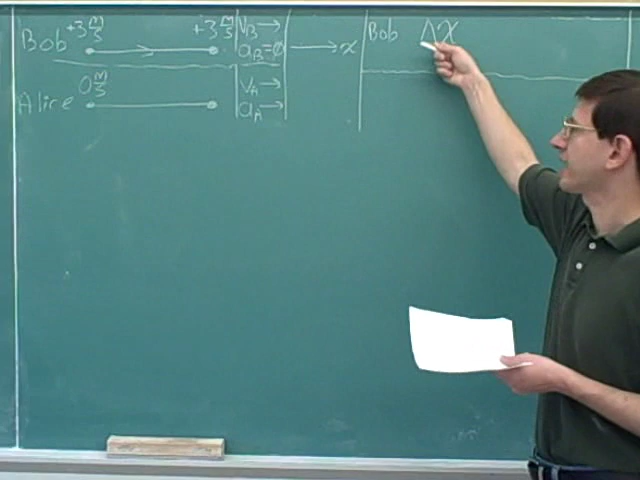 Bob +3 m/s +3 m/s v_B → a_B=0 → x Bob Δx
Alice 0 m/s v_A → a_A →